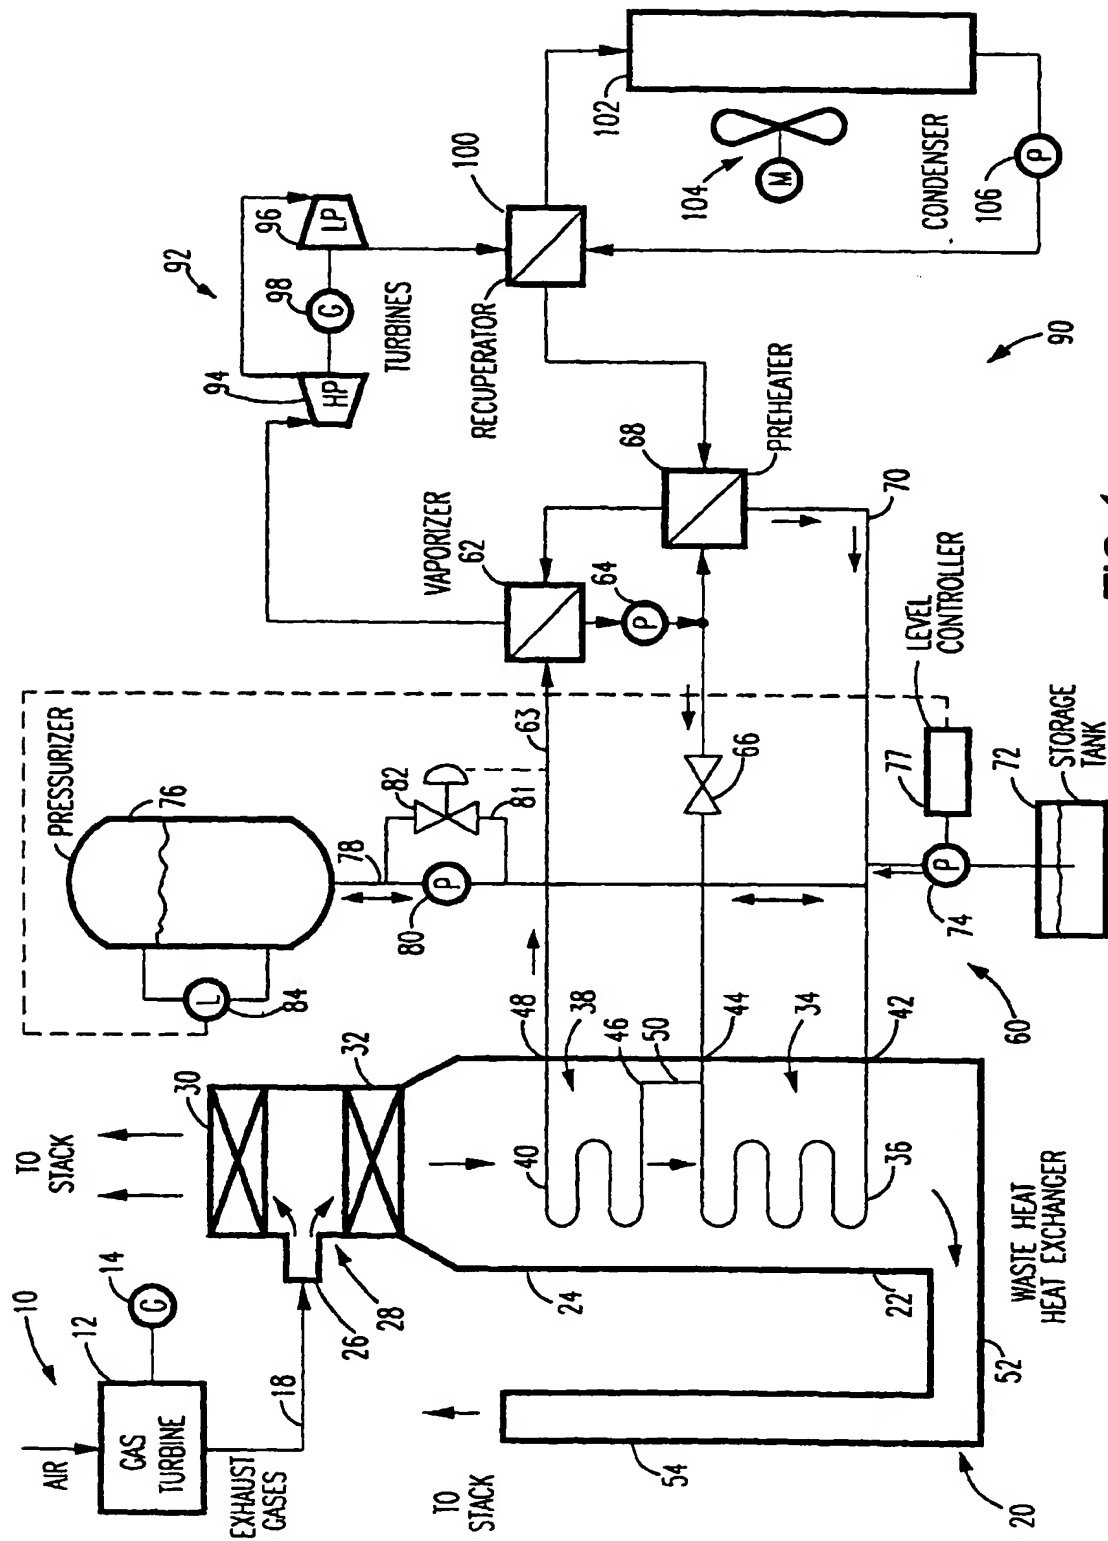 AIR
10
12
14
GAS
TURBINE
G
EXHAUST
GASES
18
26
28
TO
STACK
30
32
TO
STACK
54
20
52
WASTE HEAT
HEAT EXCHANGER
24
22
40
36
38
34
46
50
48
44
42
60
PRESSURIZER
76
L
84
78
80
P
82
81
63
66
VAPORIZER
62
64
P
68
PREHEATER
70
LEVEL
CONTROLLER
77
74
P
72
STORAGE
TANK
92
94
HP
98
G
96
LP
TURBINES
RECUPERATOR
100
102
104
M
CONDENSER
106
P
90